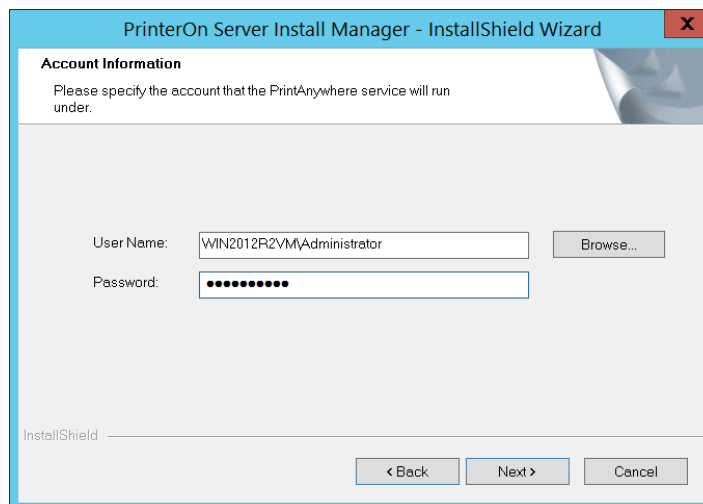 PrinterOn Server Install Manager - InstallShield Wizard
X
Account Information
Please specify the account that the PrintAnywhere service will run
under.
User Name:
WIN2012R2VM\Administrator
Browse...
Password:
●●●●●●●●●●
InstallShield
< Back
Next >
Cancel